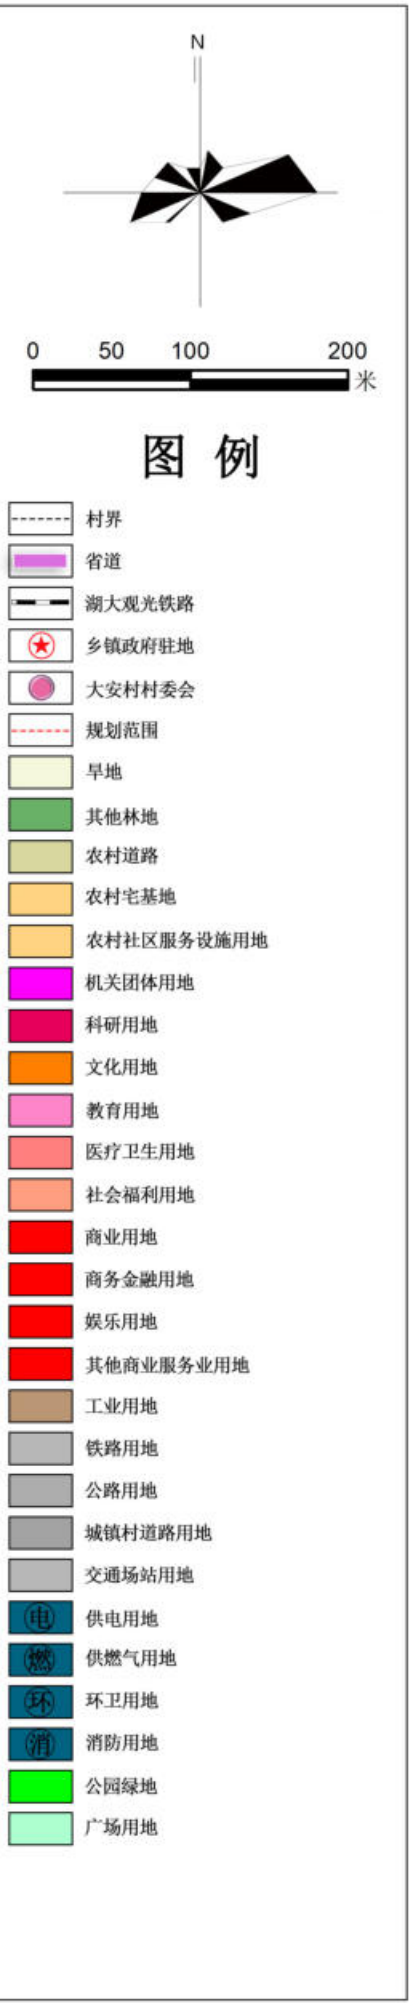 N
0 50 100 200
米
图 例
村界
省道
湖大观光铁路
乡镇政府驻地
大安村村委会
规划范围
旱地
其他林地
农村道路
农村宅基地
农村社区服务设施用地
机关团体用地
科研用地
文化用地
教育用地
医疗卫生用地
社会福利用地
商业用地
商务金融用地
娱乐用地
其他商业服务业用地
工业用地
铁路用地
公路用地
城镇村道路用地
交通场站用地
电 供电用地
燃 供燃气用地
环 环卫用地
消 消防用地
公园绿地
广场用地